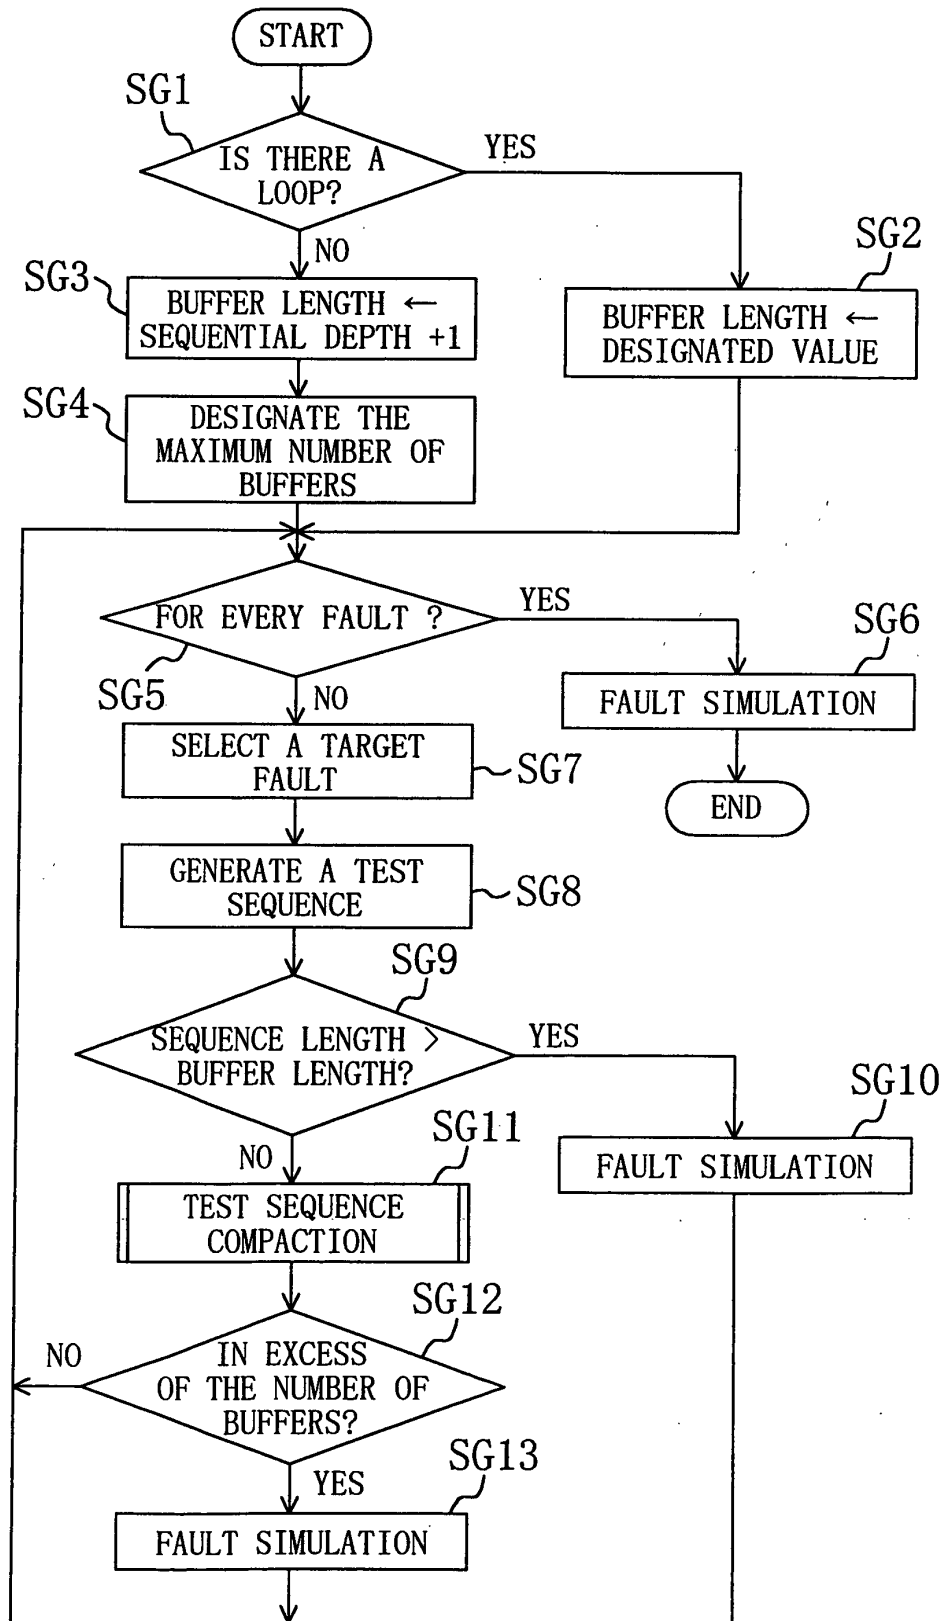 START
SG1
IS THERE A
LOOP?
YES
NO
SG2
BUFFER LENGTH ←
DESIGNATED VALUE
SG3
BUFFER LENGTH ←
SEQUENTIAL DEPTH +1
SG4
DESIGNATE THE
MAXIMUM NUMBER OF
BUFFERS
FOR EVERY FAULT ?
YES
SG5
NO
SG6
FAULT SIMULATION
END
SELECT A TARGET
FAULT
SG7
GENERATE A TEST
SEQUENCE
SG8
SG9
SEQUENCE LENGTH >
BUFFER LENGTH?
YES
NO
SG10
FAULT SIMULATION
SG11
TEST SEQUENCE
COMPACTION
SG12
IN EXCESS
OF THE NUMBER OF
BUFFERS?
NO
YES
SG13
FAULT SIMULATION